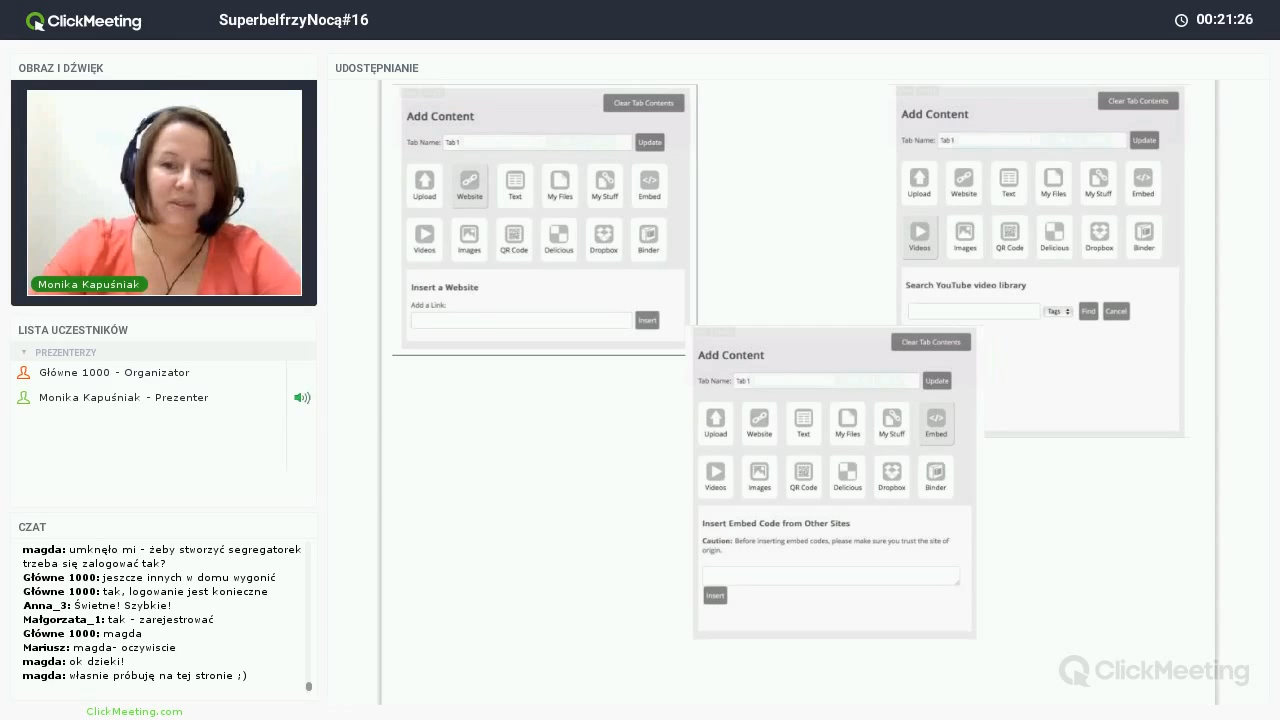 ClickMeeting
SuperbelfrzyNocą#16
00:21:26
OBRAZ I DŹWIĘK
Monika Kapuśniak
LISTA UCZESTNIKÓW
PREZENTERZY
Główne 1000 - Organizator
Monika Kapuśniak - Prezenter
CZAT
magda: umknęło mi - żeby stworzyć segregatorek
trzeba się zalogować tak?
Główne 1000: jeszcze innych w domu wygonić
Główne 1000: tak, logowanie jest konieczne
Anna_3: Świetne! Szybkie!
Małgorzata_1: tak - zarejestrować
Główne 1000: magda
Mariusz: magda- oczywiscie
magda: ok dzieki!
magda: własnie próbuję na tej stronie ;)
ClickMeeting.com
UDOSTĘPNIANIE
Clear Tab Contents
Add Content
Tab Name: Tab 1 Update
Upload Website Text My Files My Stuff Embed
Videos Images QR Code Delicious Dropbox Binder
Insert a Website
Add a Link:
Insert
Clear Tab Contents
Add Content
Tab Name: Tab 1 Update
Upload Website Text My Files My Stuff Embed
Videos Images QR Code Delicious Dropbox Binder
Search YouTube video library
Tags Find Cancel
Clear Tab Contents
Add Content
Tab Name: Tab 1 Update
Upload Website Text My Files My Stuff Embed
Videos Images QR Code Delicious Dropbox Binder
Insert Embed Code from Other Sites
Caution: Before inserting embed codes, please make sure you trust the site of
origin.
Insert
ClickMeeting